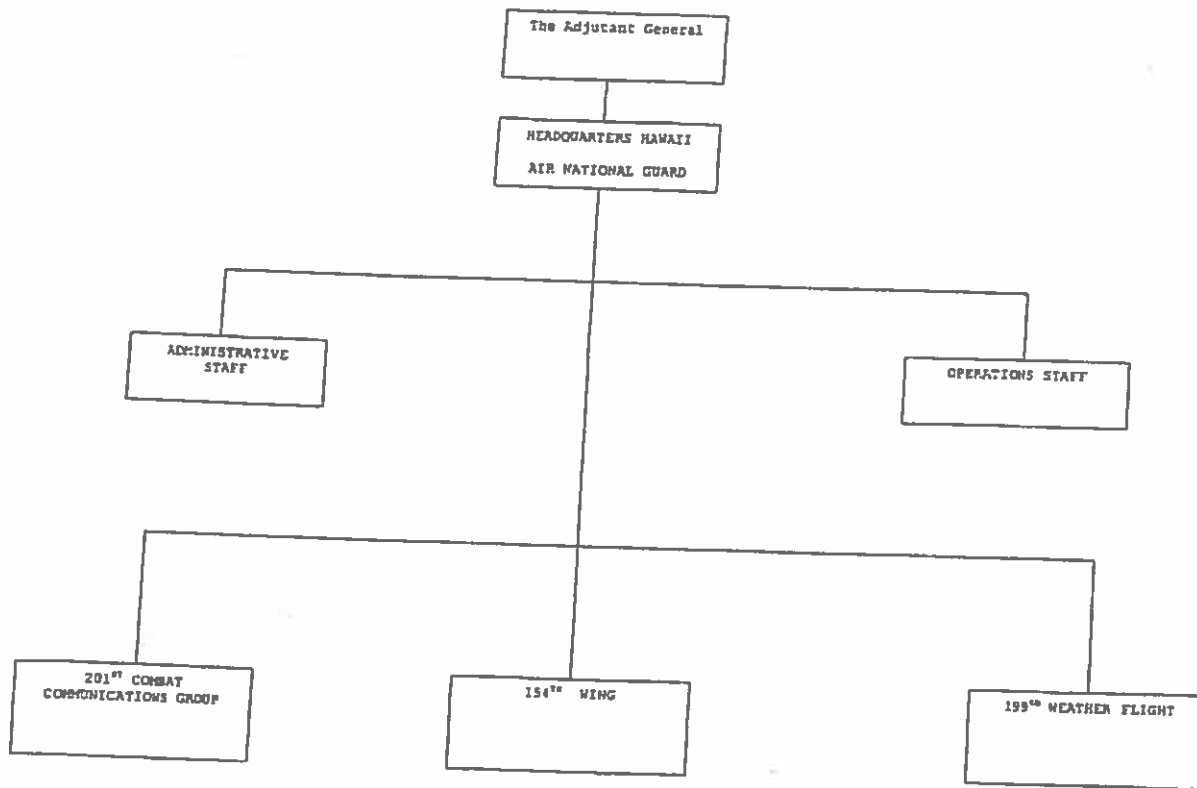 The Adjutant General
HEADQUARTERS HAWAII
AIR NATIONAL GUARD
ADMINISTRATIVE
STAFF
OPERATIONS STAFF
201ST COMBAT
COMMUNICATIONS GROUP
154TH WING
199th WEATHER FLIGHT